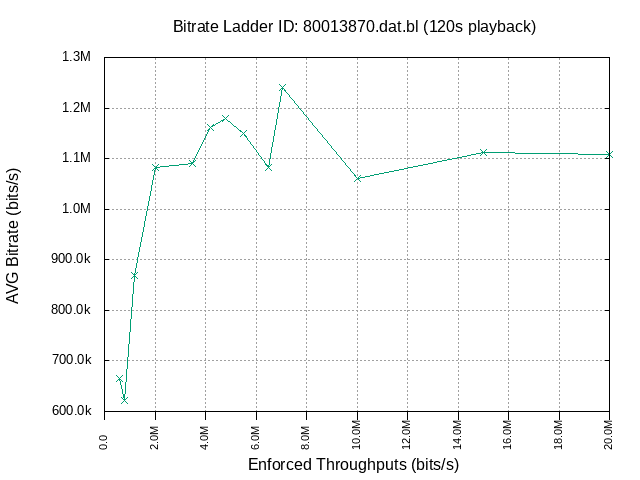 Bitrate Ladder ID: 80013870.dat.bl (120s playback)
1.3M
1.2M
1.1M
1.0M
900.0k
800.0k
700.0k
600.0k
AVG Bitrate (bits/s)
0.0
2.0M
4.0M
6.0M
8.0M
10.0M
12.0M
14.0M
16.0M
18.0M
20.0M
Enforced Throughputs (bits/s)